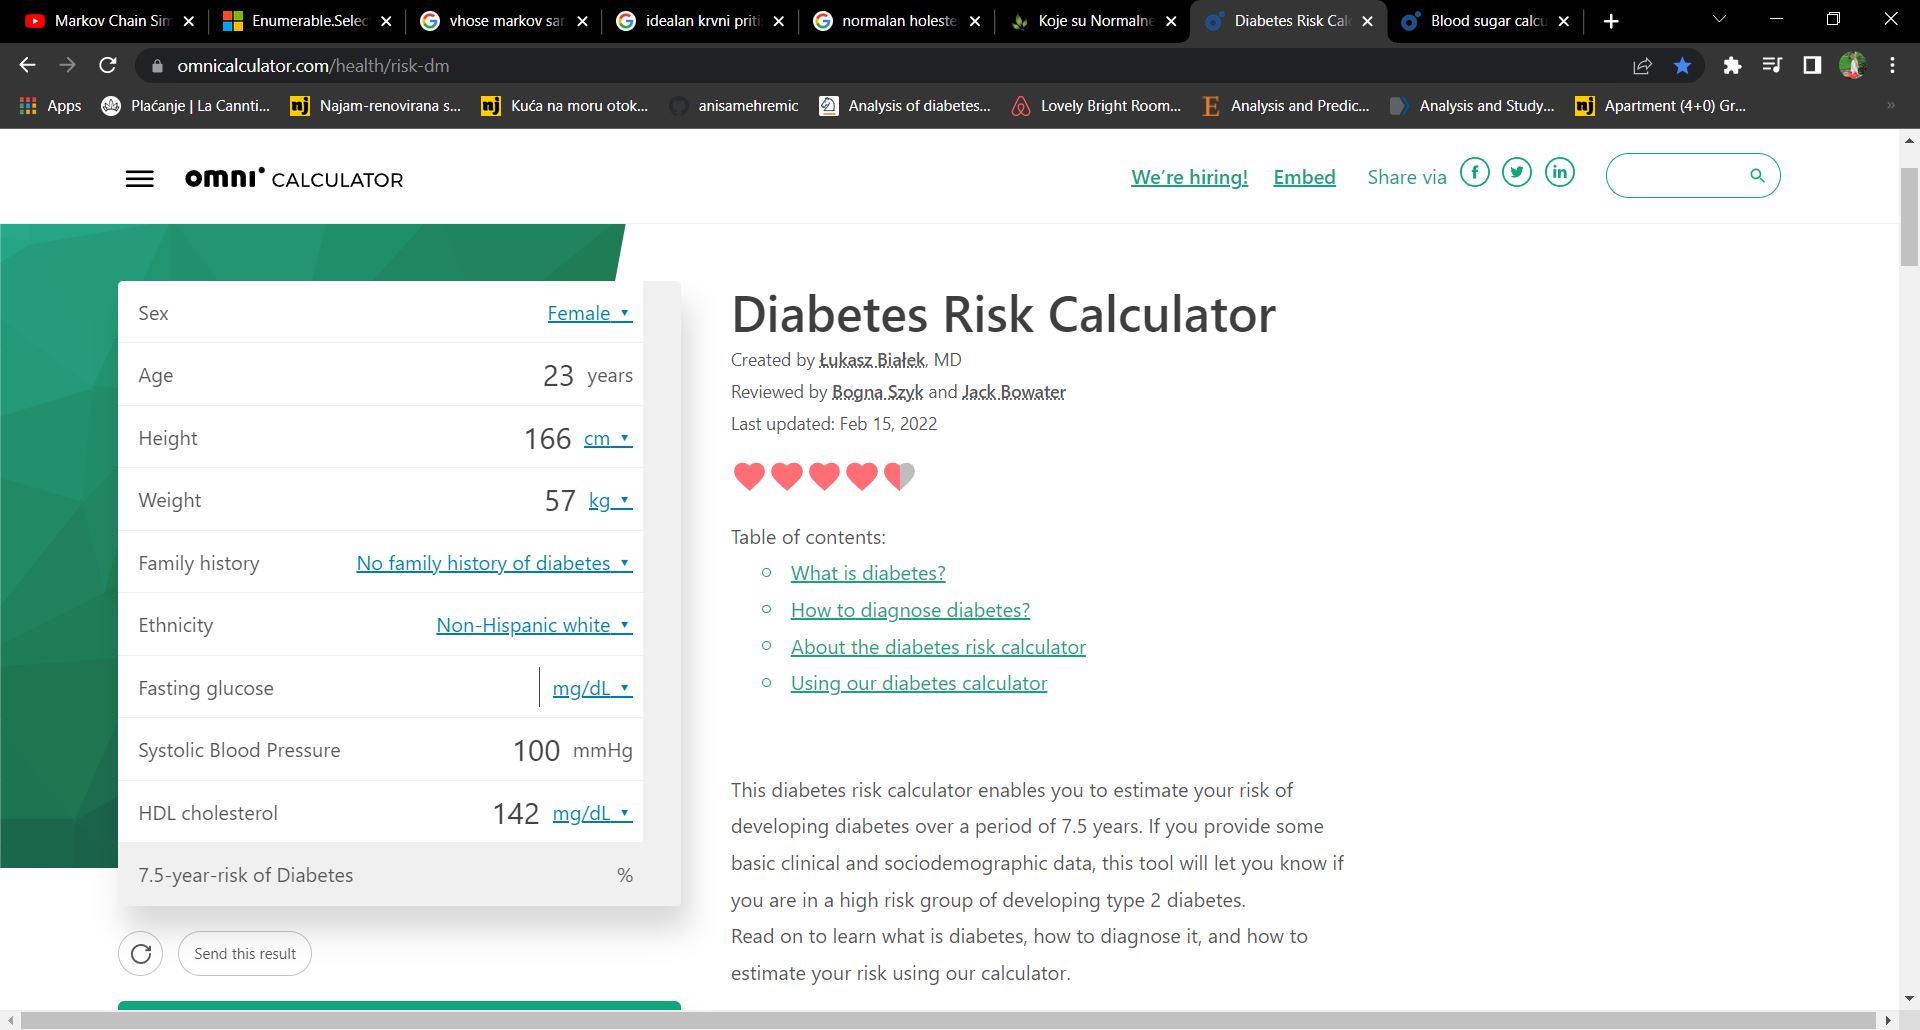 Markov Chain Sim
Enumerable.Selec
vhose markov sam
idealan krvni priti
normalan holeste
Koje su Normalne
Diabetes Risk Calc
Blood sugar calcu
omnicalculator.com/health/risk-dm
Apps
Plaćanje | La Cannti...
Najam-renovirana s...
Kuća na moru otok...
anisamehremic
Analysis of diabetes...
Lovely Bright Room...
Analysis and Predic...
Analysis and Study...
Apartment (4+0) Gr...
omni CALCULATOR
We're hiring!
Embed
Share via
Sex Female
Age 23 years
Height 166 cm
Weight 57 kg
Family history No family history of diabetes
Ethnicity Non-Hispanic white
Fasting glucose mg/dL
Systolic Blood Pressure 100 mmHg
HDL cholesterol 142 mg/dL
7.5-year-risk of Diabetes %
Send this result
Diabetes Risk Calculator
Created by Łukasz Białek, MD
Reviewed by Bogna Szyk and Jack Bowater
Last updated: Feb 15, 2022
Table of contents:
What is diabetes?
How to diagnose diabetes?
About the diabetes risk calculator
Using our diabetes calculator
This diabetes risk calculator enables you to estimate your risk of
developing diabetes over a period of 7.5 years. If you provide some
basic clinical and sociodemographic data, this tool will let you know if
you are in a high risk group of developing type 2 diabetes.
Read on to learn what is diabetes, how to diagnose it, and how to
estimate your risk using our calculator.